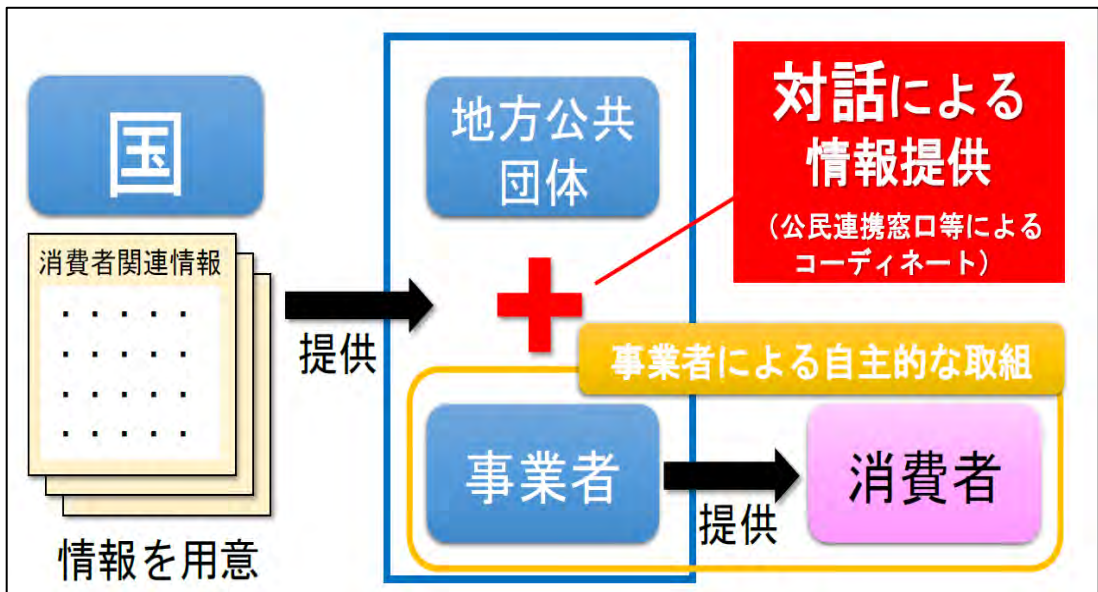 国
消費者関連情報
・・・・・
・・・・・
・・・・・
・・・・・
情報を用意
提供
地方公共
団体
対話による
情報提供
（公民連携窓口等による
コーディネート）
事業者による自主的な取組
事業者
提供
消費者